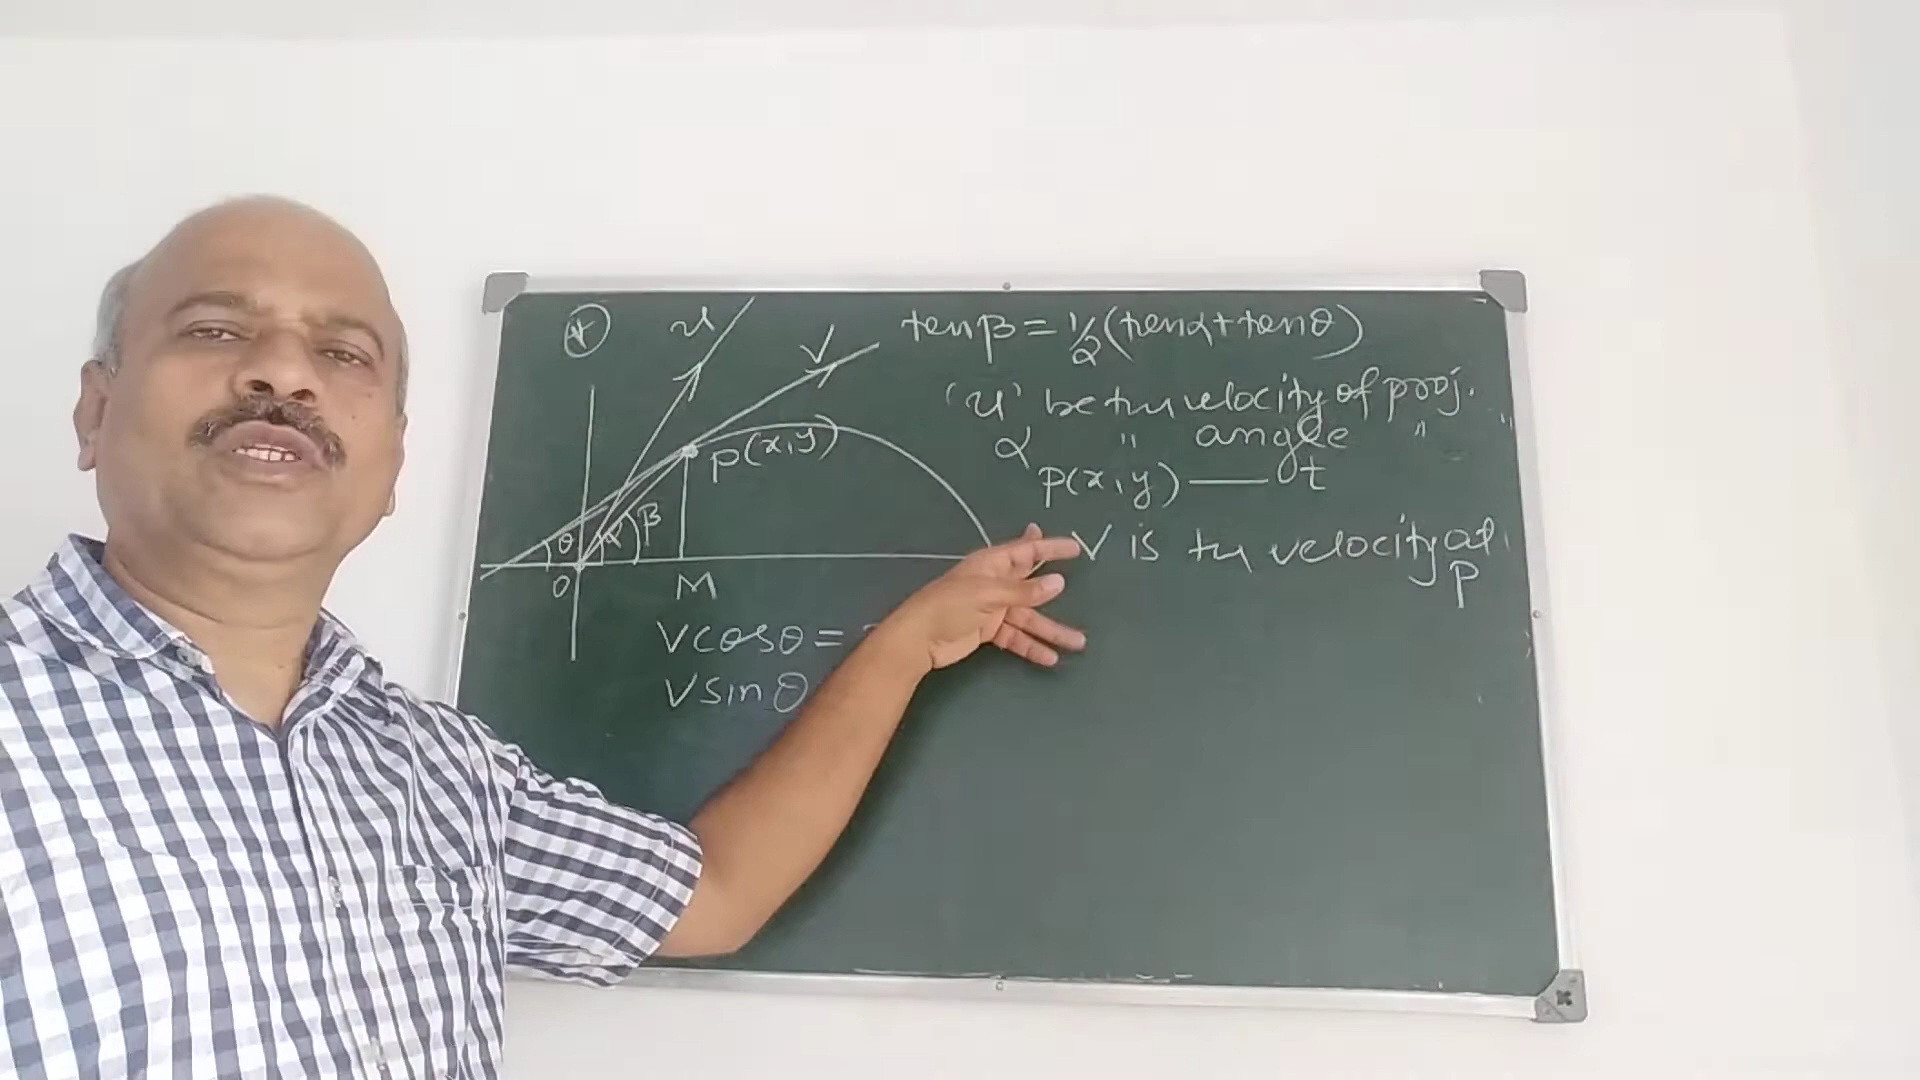 u
V
tanβ = 1/2 (tanα + tanθ)
'u' be the velocity of proj.
α " angle "
P(x,y)
P(x,y) — t
θ α β
V is the velocity at
P
O M
Vcosθ =
Vsinθ